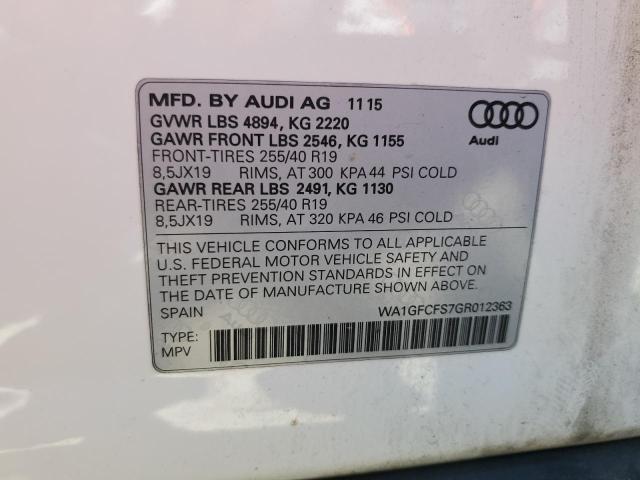 MFD. BY AUDI AG 11 15
GVWR LBS 4894, KG 2220
GAWR FRONT LBS 2546, KG 1155
FRONT-TIRES 255/40 R19
8,5JX19 RIMS, AT 300 KPA 44 PSI COLD
GAWR REAR LBS 2491, KG 1130
REAR-TIRES 255/40 R19
8,5JX19 RIMS, AT 320 KPA 46 PSI COLD
Audi
THIS VEHICLE CONFORMS TO ALL APPLICABLE
U.S. FEDERAL MOTOR VEHICLE SAFETY AND
THEFT PREVENTION STANDARDS IN EFFECT ON
THE DATE OF MANUFACTURE SHOWN ABOVE.
SPAIN WA1GFCFS7GR012363
TYPE:
MPV